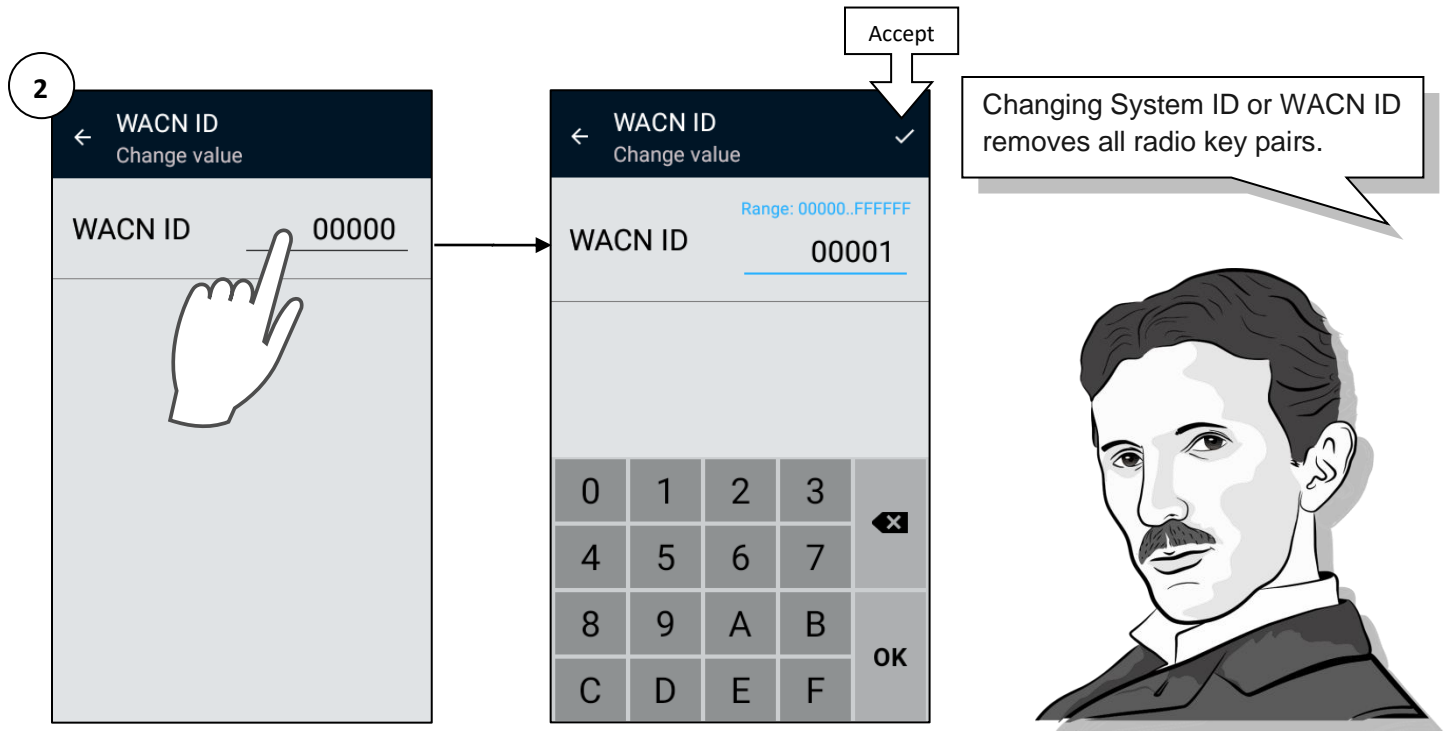 2
WACN ID
Change value
WACN ID 00000
Accept
WACN ID
Change value
Range: 00000..FFFFFF
WACN ID 00001
0 1 2 3
4 5 6 7
8 9 A B
OK
C D E F
Changing System ID or WACN ID
removes all radio key pairs.